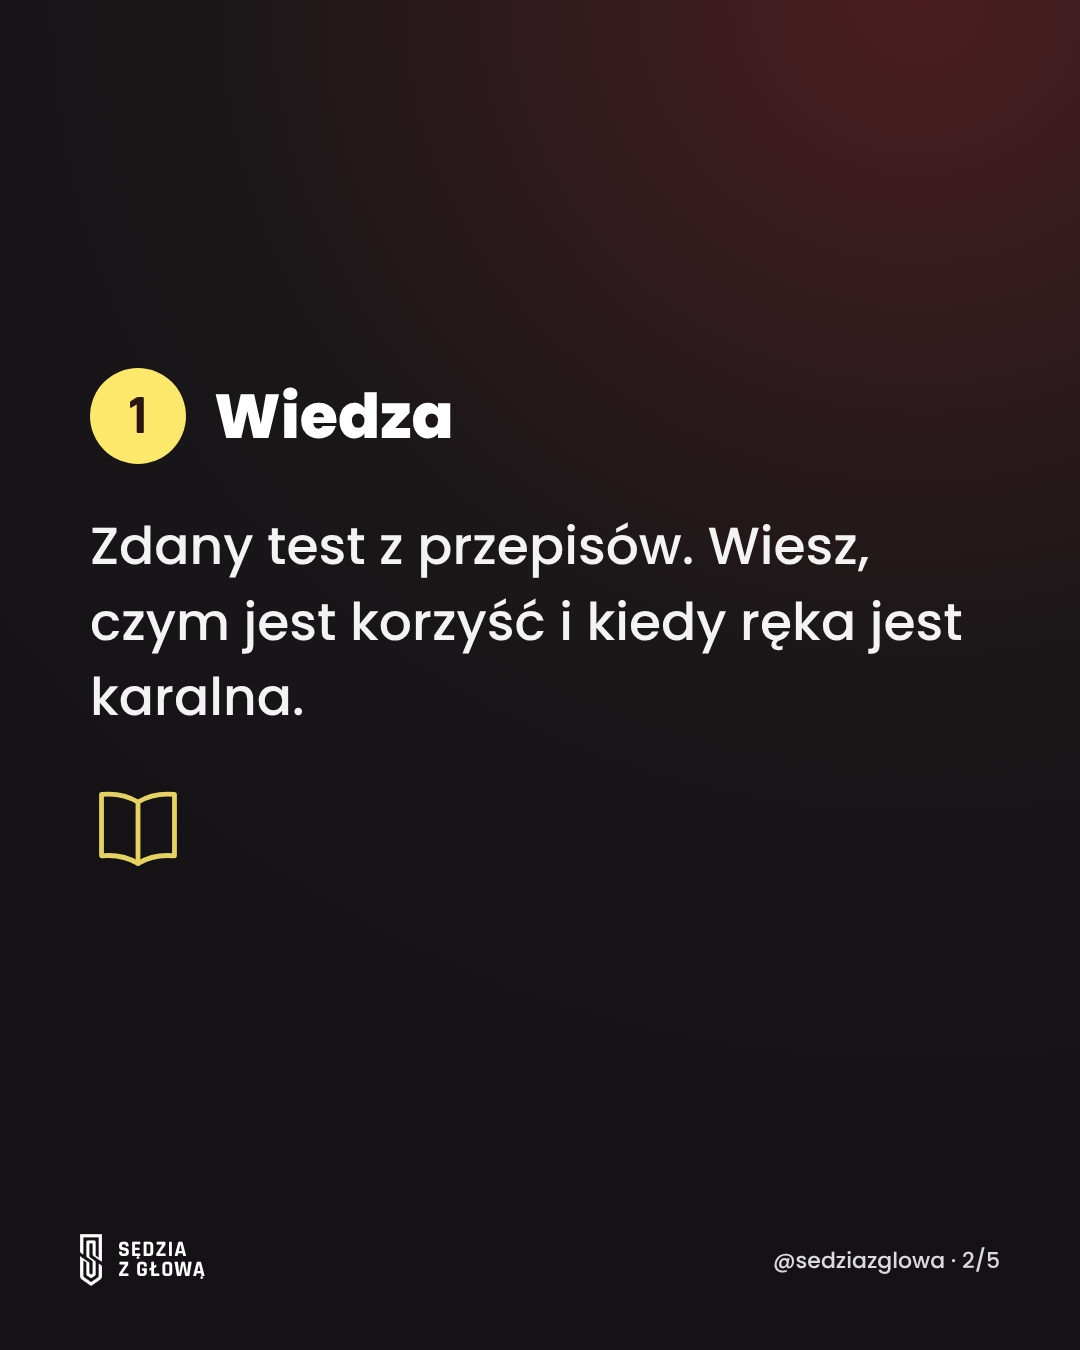 1 Wiedza
Zdany test z przepisów. Wiesz,
czym jest korzyść i kiedy ręka jest
karalna.
SĘDZIA
Z GŁOWĄ
@sedziazglowa · 2/5